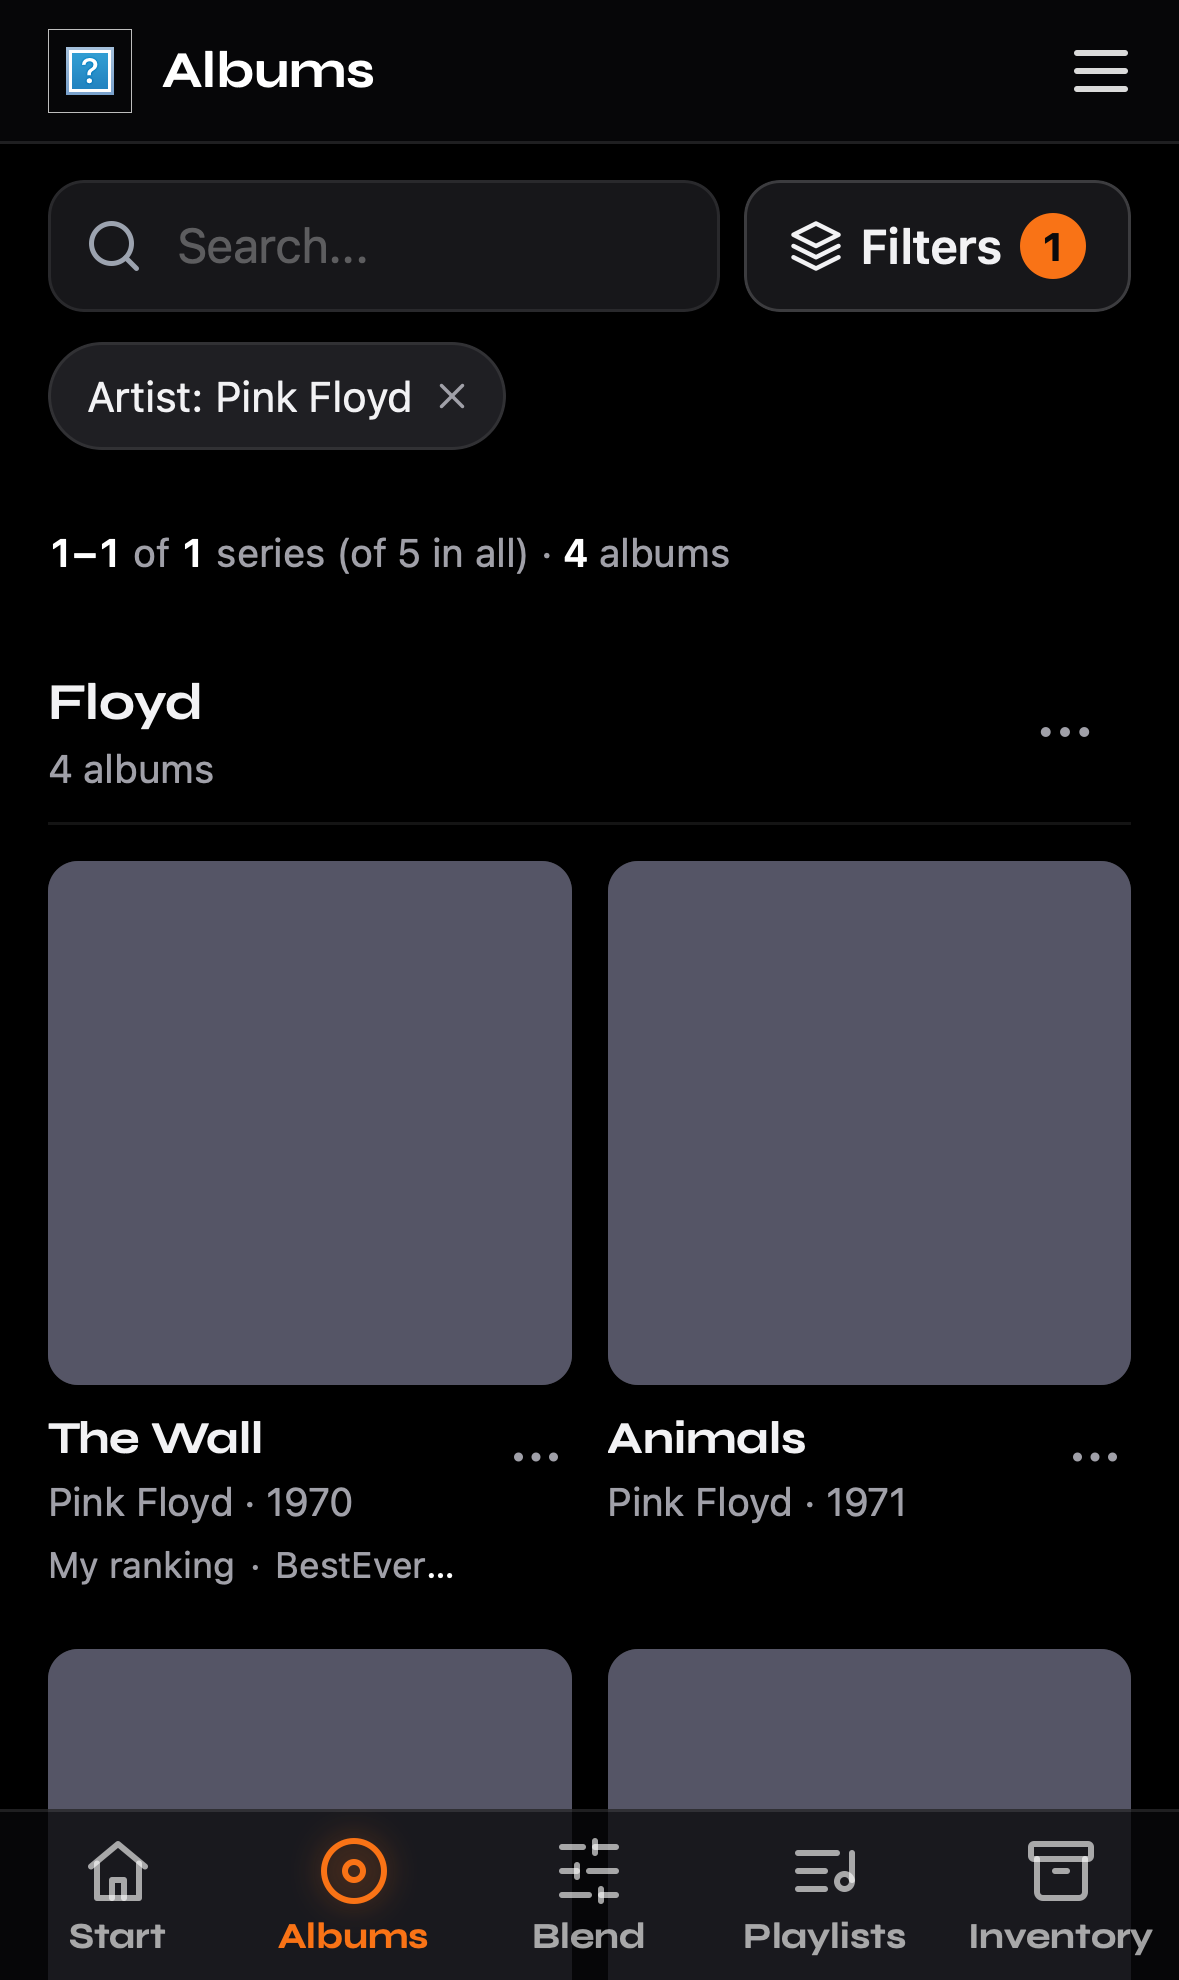 Albums
Search...
Filters 1
Artist: Pink Floyd
1–1 of 1 series (of 5 in all) · 4 albums
Floyd
4 albums
The Wall
Pink Floyd · 1970
My ranking · BestEver...
Animals
Pink Floyd · 1971
Start
Albums
Blend
Playlists
Inventory